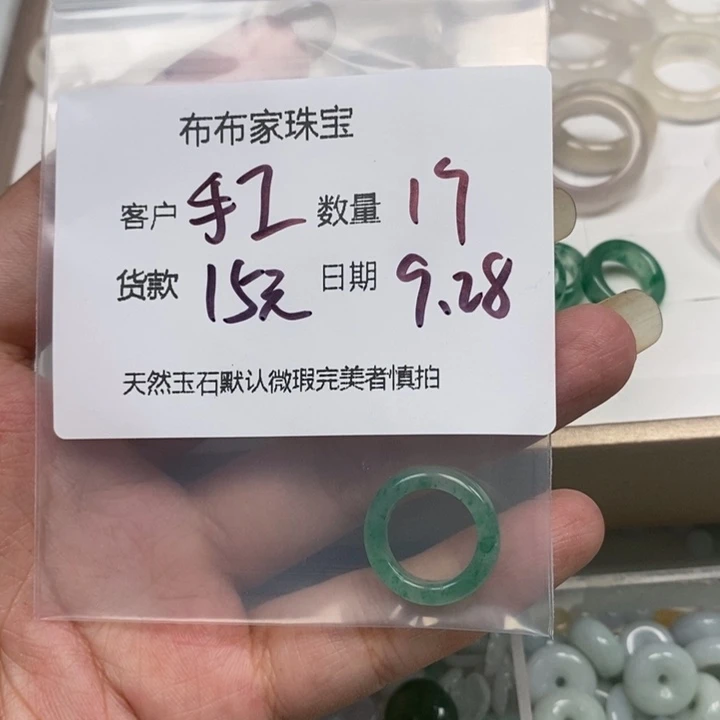 布布家珠宝
客户 手工 数量 1个
货款 15元 日期 9.28
天然玉石默认微瑕完美者慎拍